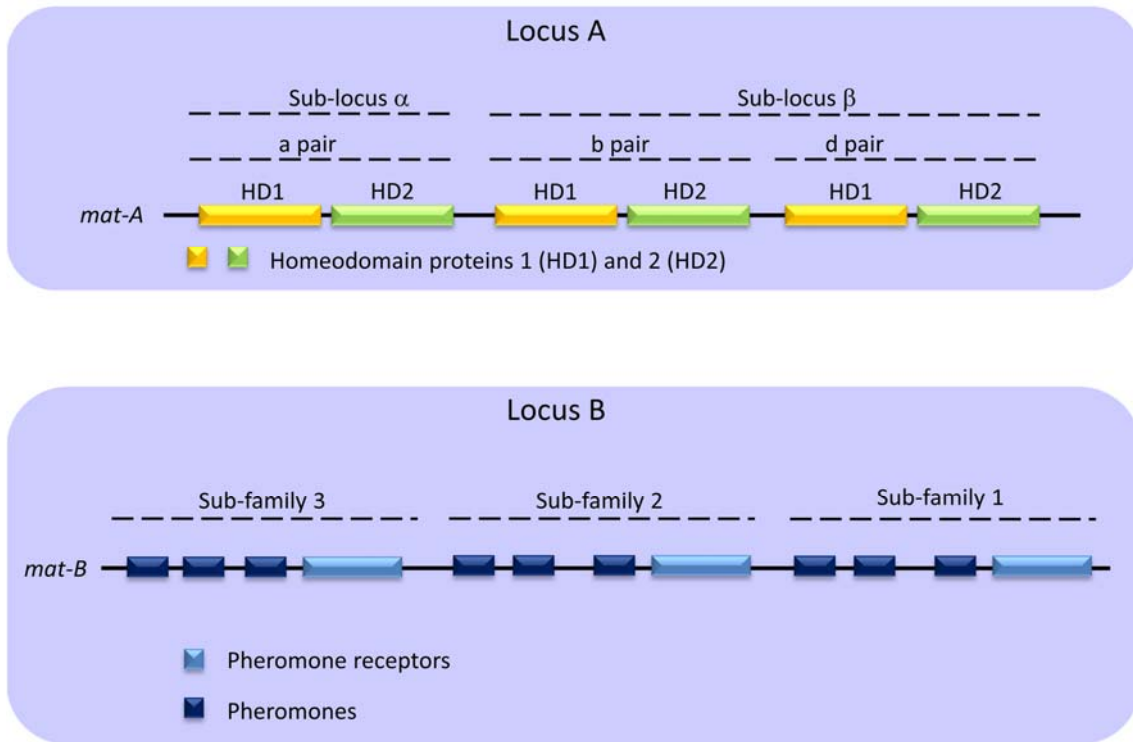 Locus A
Sub-locus α Sub-locus β
a pair b pair d pair
HD1 HD2 HD1 HD2 HD1 HD2
mat-A
Homeodomain proteins 1 (HD1) and 2 (HD2)
Locus B
Sub-family 3 Sub-family 2 Sub-family 1
mat-B
Pheromone receptors
Pheromones